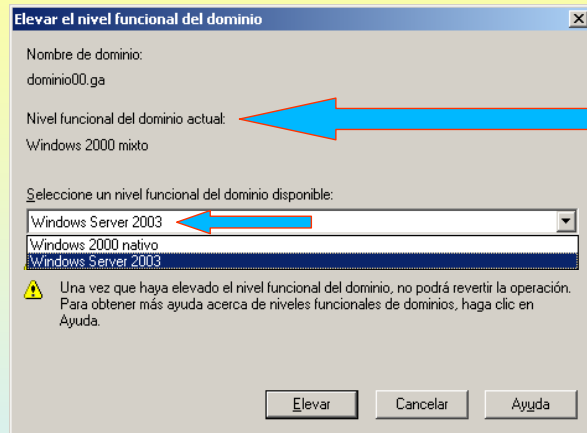 Elevar el nivel funcional del dominio
Nombre de dominio:
dominio00.ga
Nivel funcional del dominio actual:
Windows 2000 mixto
Seleccione un nivel funcional del dominio disponible:
Windows Server 2003
Windows 2000 nativo
Windows Server 2003
Una vez que haya elevado el nivel funcional del dominio, no podrá revertir la operación.
Para obtener más ayuda acerca de niveles funcionales de dominios, haga clic en
Ayuda.
Elevar Cancelar Ayuda